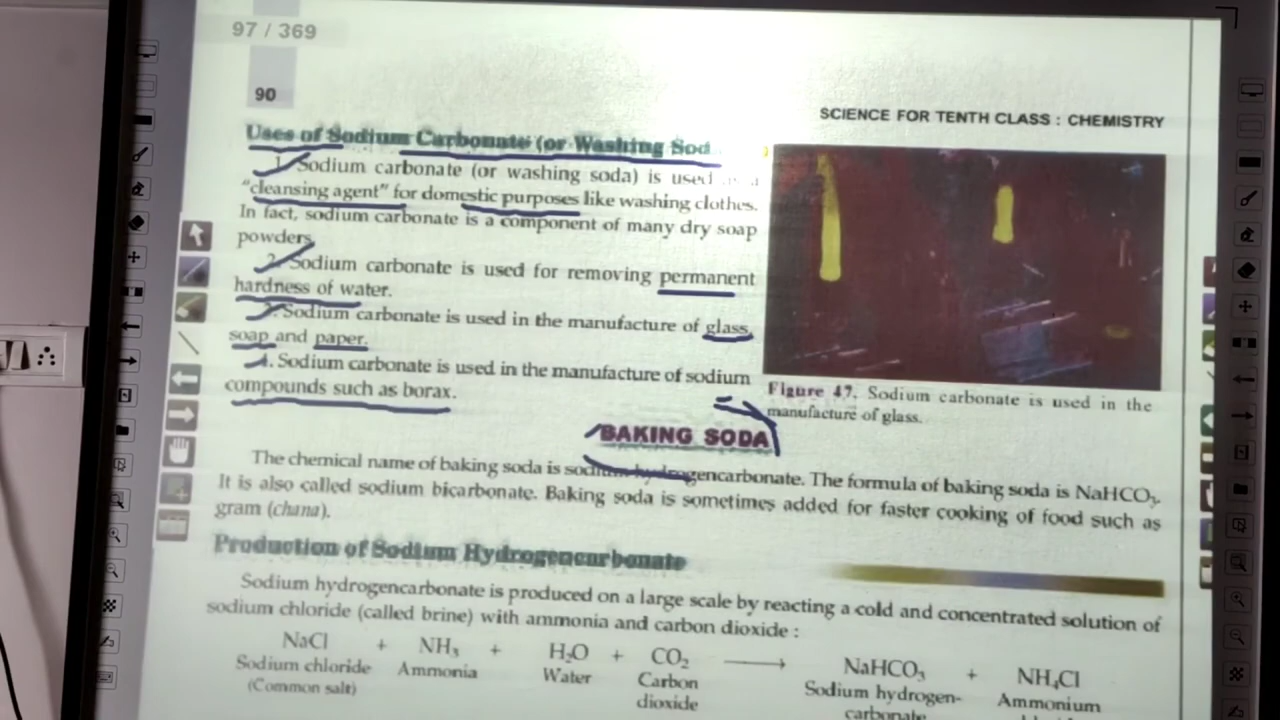 97 / 369
90
SCIENCE FOR TENTH CLASS : CHEMISTRY
Uses of Sodium Carbonate (or Washing Sod
1. Sodium carbonate (or washing soda) is used
“cleansing agent” for domestic purposes like washing clothes.
In fact, sodium carbonate is a component of many dry soap
powders.
2. Sodium carbonate is used for removing permanent
hardness of water.
3. Sodium carbonate is used in the manufacture of glass,
soap and paper.
4. Sodium carbonate is used in the manufacture of sodium
compounds such as borax.
Figure 47. Sodium carbonate is used in the
manufacture of glass.
BAKING SODA
The chemical name of baking soda is sodium hydrogencarbonate. The formula of baking soda is NaHCO₃.
It is also called sodium bicarbonate. Baking soda is sometimes added for faster cooking of food such as
gram (chana).
Production of Sodium Hydrogencarbonate
Sodium hydrogencarbonate is produced on a large scale by reacting a cold and concentrated solution of
sodium chloride (called brine) with ammonia and carbon dioxide :
NaCl + NH₃ + H₂O + CO₂ ⟶ NaHCO₃ + NH₄Cl
Sodium chloride Ammonia Water Carbon Sodium hydrogen- Ammonium
(Common salt) dioxide carbonate